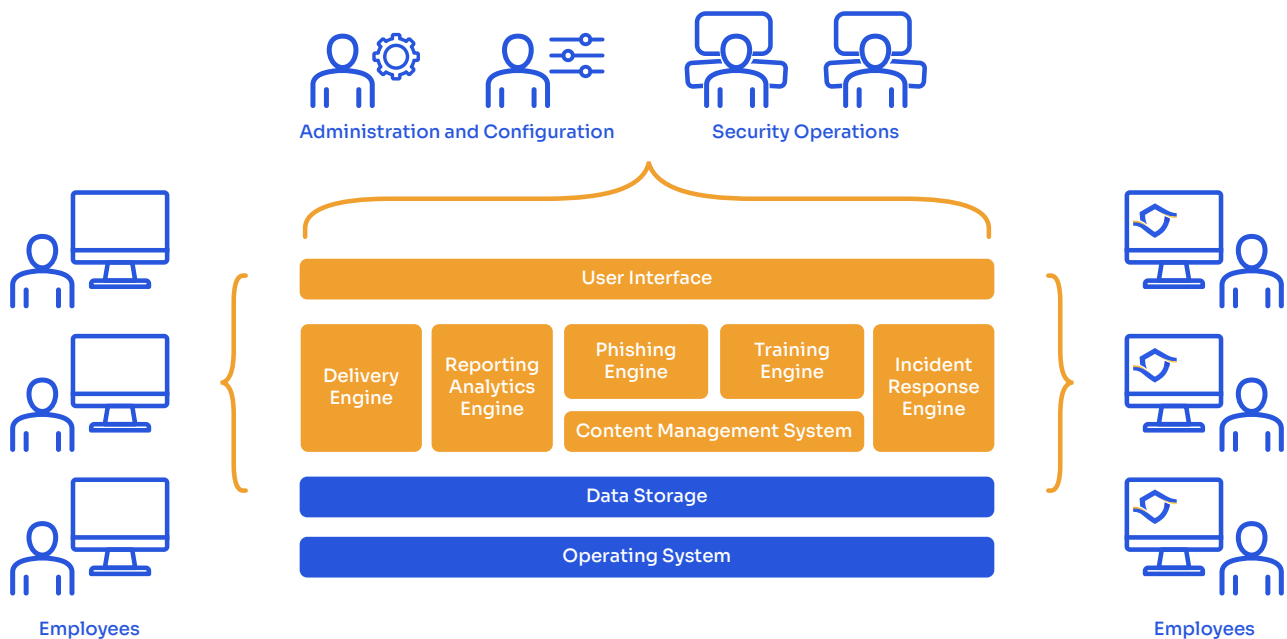 Administration and Configuration
Security Operations
User Interface
Delivery
Engine
Reporting
Analytics
Engine
Phishing
Engine
Training
Engine
Content Management System
Incident
Response
Engine
Data Storage
Operating System
Employees
Employees